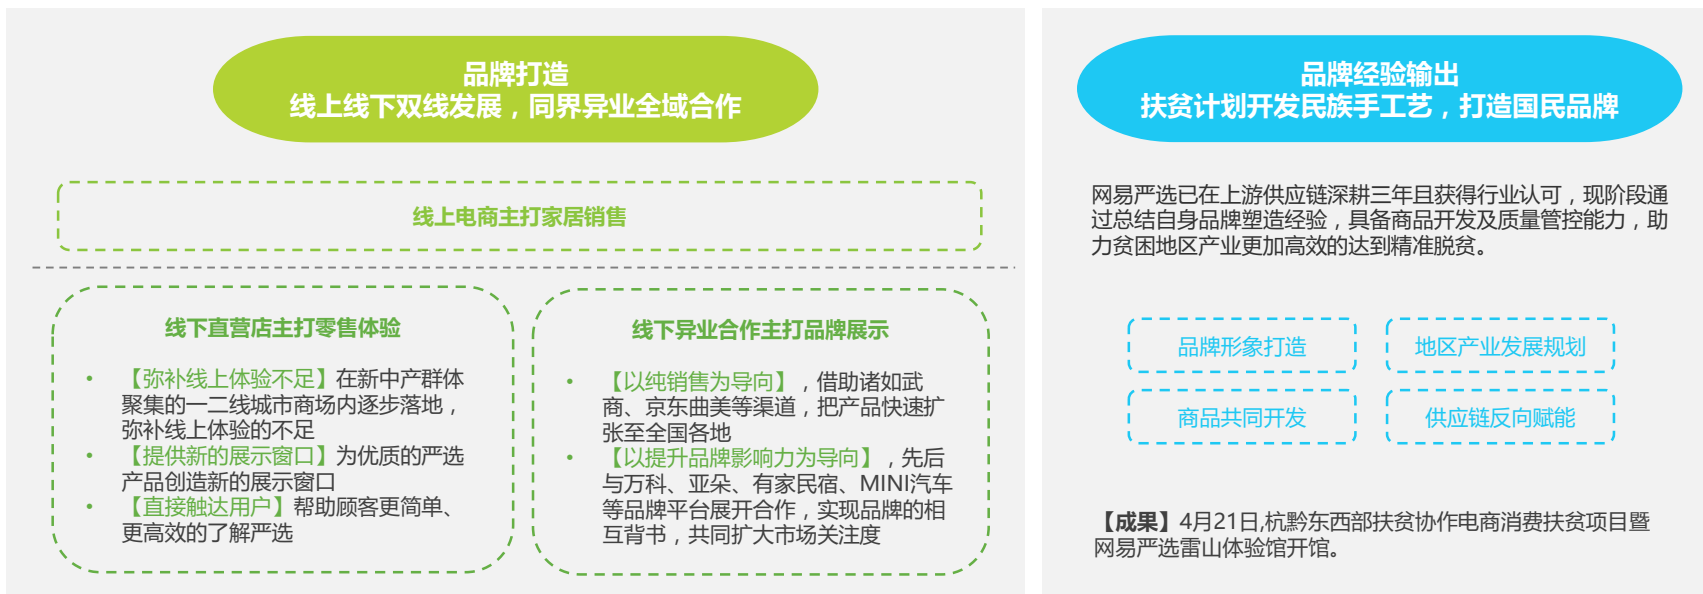 品牌打造
线上线下双线发展，同界异业全域合作
线上电商主打家居销售
线下直营店主打零售体验
• 【弥补线上体验不足】在新中产群体
聚集的一二线城市商场内逐步落地，
弥补线上体验的不足
• 【提供新的展示窗口】为优质的严选
产品创造新的展示窗口
• 【直接触达用户】帮助顾客更简单、
更高效的了解严选
线下异业合作主打品牌展示
• 【以纯销售为导向】，借助诸如武
商、京东曲美等渠道，把产品快速扩
张至全国各地
• 【以提升品牌影响力为导向】，先后
与万科、亚朵、有家民宿、MINI汽车
等品牌平台展开合作，实现品牌的相
互背书，共同扩大市场关注度
品牌经验输出
扶贫计划开发民族手工艺，打造国民品牌
网易严选已在上游供应链深耕三年且获得行业认可，现阶段通
过总结自身品牌塑造经验，具备商品开发及质量管控能力，助
力贫困地区产业更加高效的达到精准脱贫。
品牌形象打造
地区产业发展规划
商品共同开发
供应链反向赋能
【成果】4月21日,杭黔东西部扶贫协作电商消费扶贫项目暨
网易严选雷山体验馆开馆。